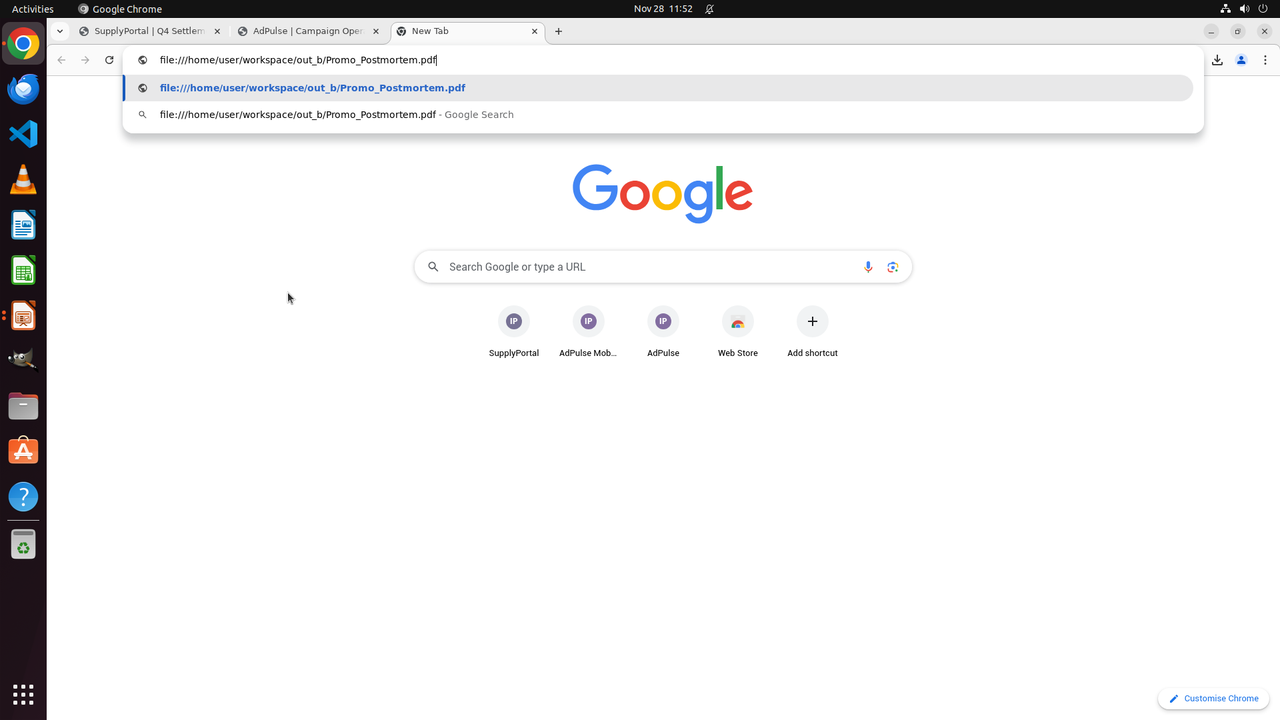 Activities
Google Chrome
Nov 28 11:52
SupplyPortal | Q4 Settlem
AdPulse | Campaign Oper
New Tab
file:///home/user/workspace/out_b/Promo_Postmortem.pdf
file:///home/user/workspace/out_b/Promo_Postmortem.pdf
file:///home/user/workspace/out_b/Promo_Postmortem.pdf - Google Search
Google
Search Google or type a URL
IP
IP
IP
SupplyPortal
AdPulse Mob...
AdPulse
Web Store
Add shortcut
Customise Chrome